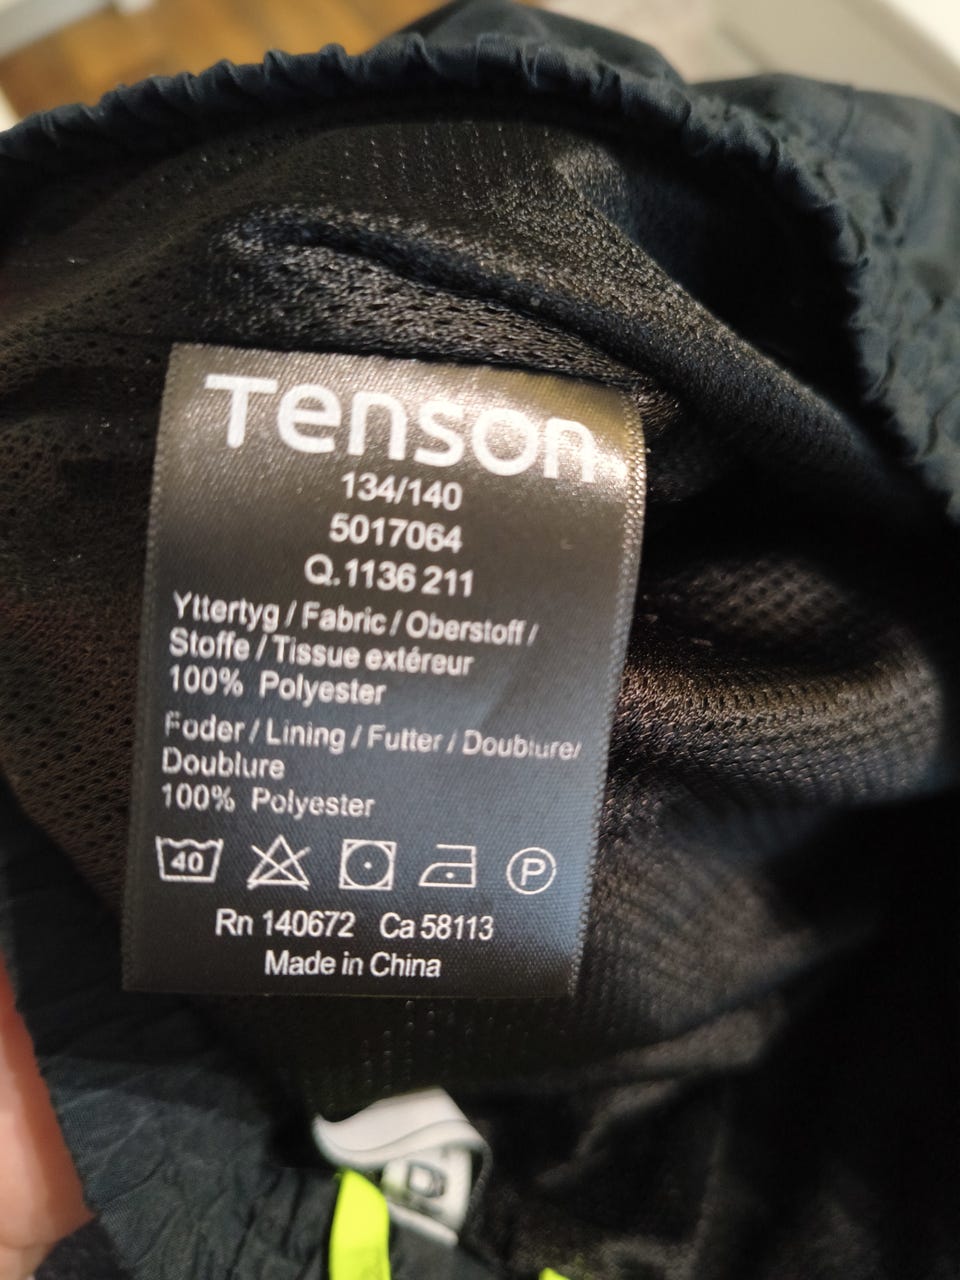 Tenson
134/140
5017064
Q.1136 211
Yttertyg / Fabric / Oberstoff /
Stoffe / Tissue extéreur
100% Polyester
Foder / Lining / Futter / Doublure/
Doublure
100% Polyester
40 P
Rn 140672 Ca 58113
Made in China